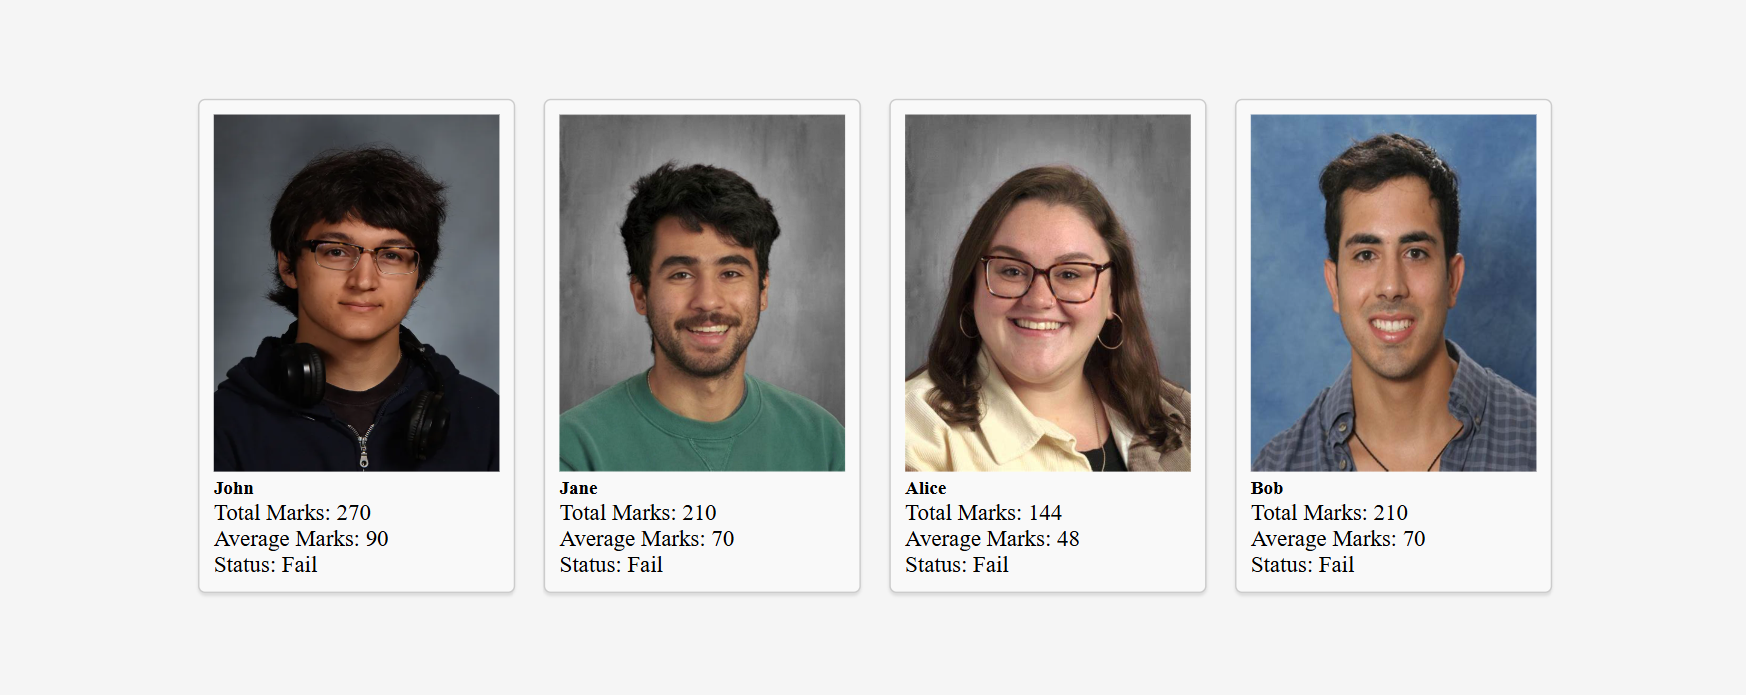 John
Total Marks: 270
Average Marks: 90
Status: Fail
Jane
Total Marks: 210
Average Marks: 70
Status: Fail
Alice
Total Marks: 144
Average Marks: 48
Status: Fail
Bob
Total Marks: 210
Average Marks: 70
Status: Fail